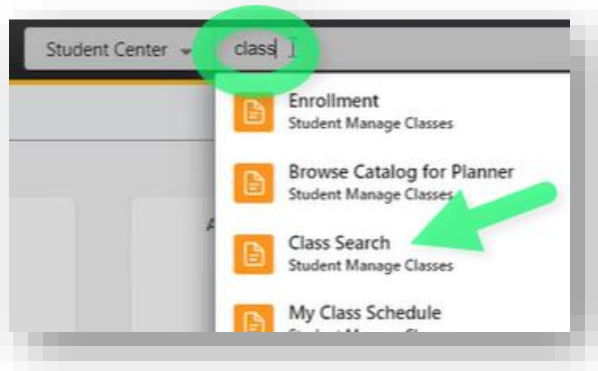 Student Center class
Enrollment
Student Manage Classes
Browse Catalog for Planner
Student Manage Classes
Class Search
Student Manage Classes
My Class Schedule